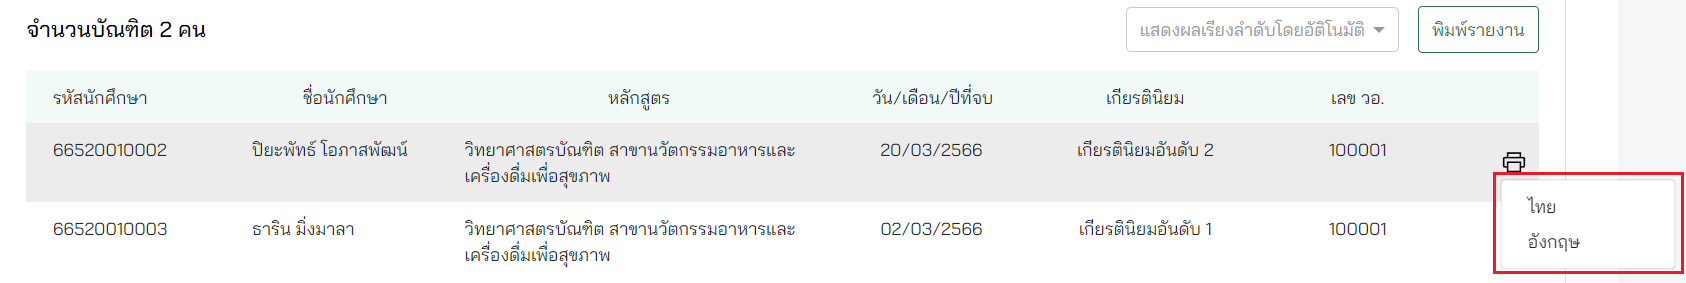 จำนวนบัณฑิต 2 คน
แสดงผลเรียงลำดับโดยอัติโนมัติ
พิมพ์รายงาน
รหัสนักศึกษา ชื่อนักศึกษา หลักสูตร วัน/เดือน/ปีที่จบ เกียรตินิยม เลข วอ.
66520010002 ปิยะพัทธ์ โอภาสพัฒน์ วิทยาศาสตรบัณฑิต สาขานวัตกรรมอาหารและ 20/03/2566 เกียรตินิยมอันดับ 2 100001
เครื่องดื่มเพื่อสุขภาพ
ไทย
66520010003 ธาริน มิ่งมาลา วิทยาศาสตรบัณฑิต สาขานวัตกรรมอาหารและ 02/03/2566 เกียรตินิยมอันดับ 1 100001
อังกฤษ
เครื่องดื่มเพื่อสุขภาพ